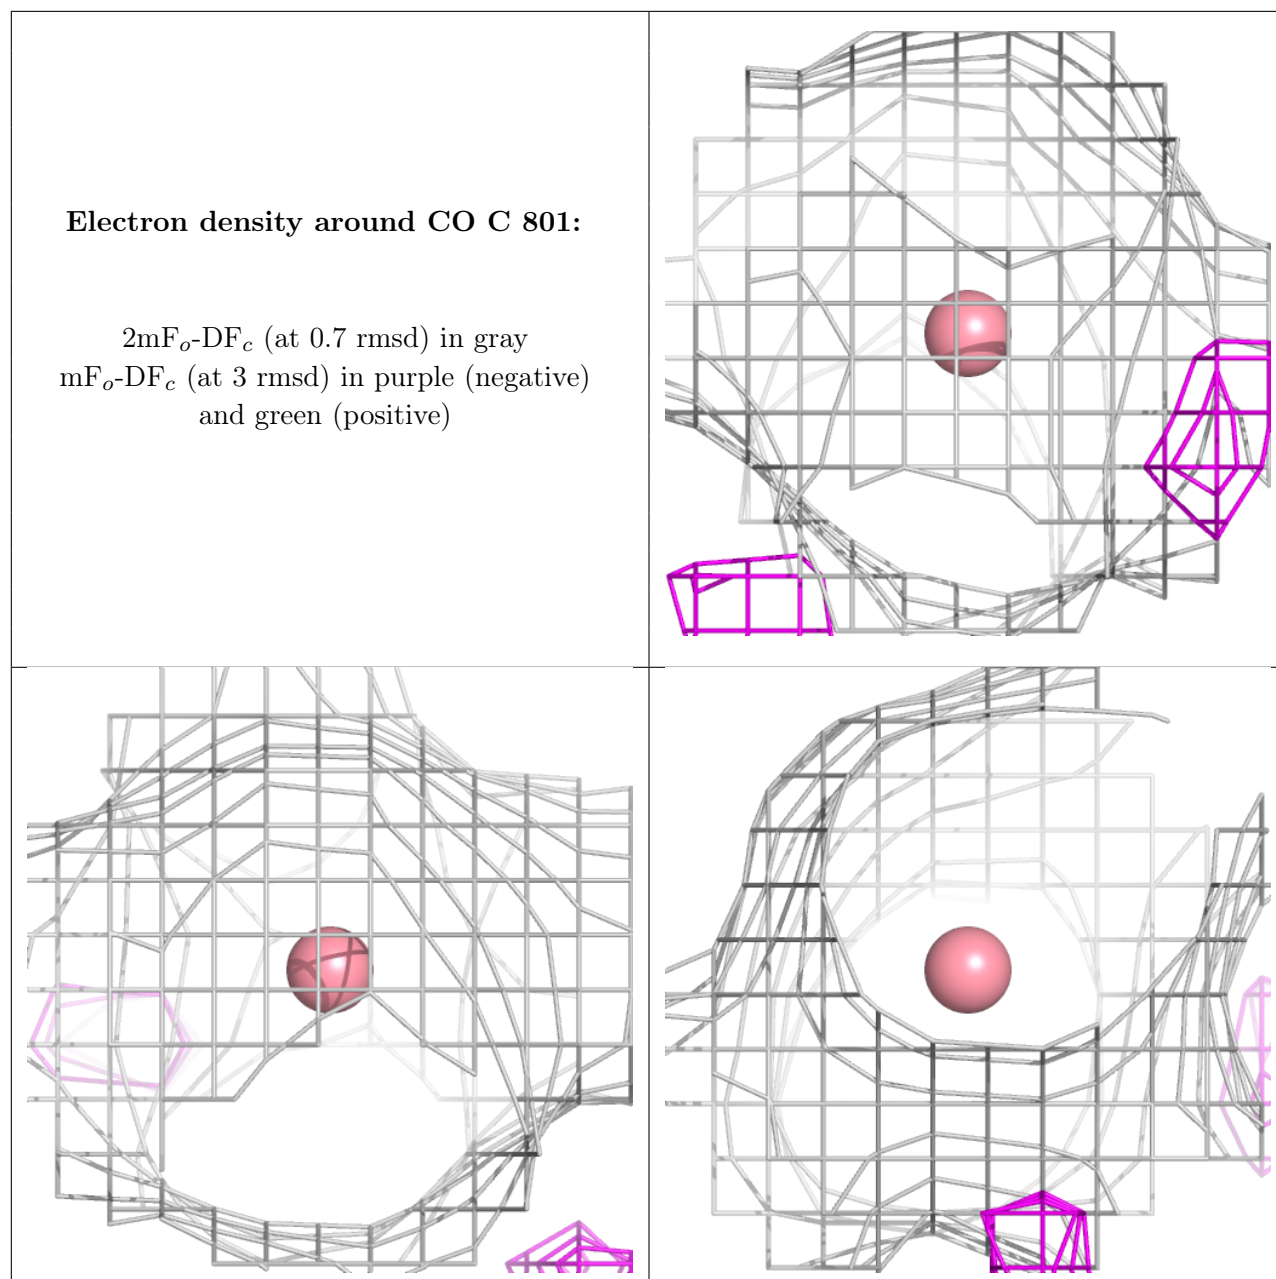 Electron density around CO C 801:
2mFₒ-DF𝒸 (at 0.7 rmsd) in gray
mFₒ-DF𝒸 (at 3 rmsd) in purple (negative)
and green (positive)